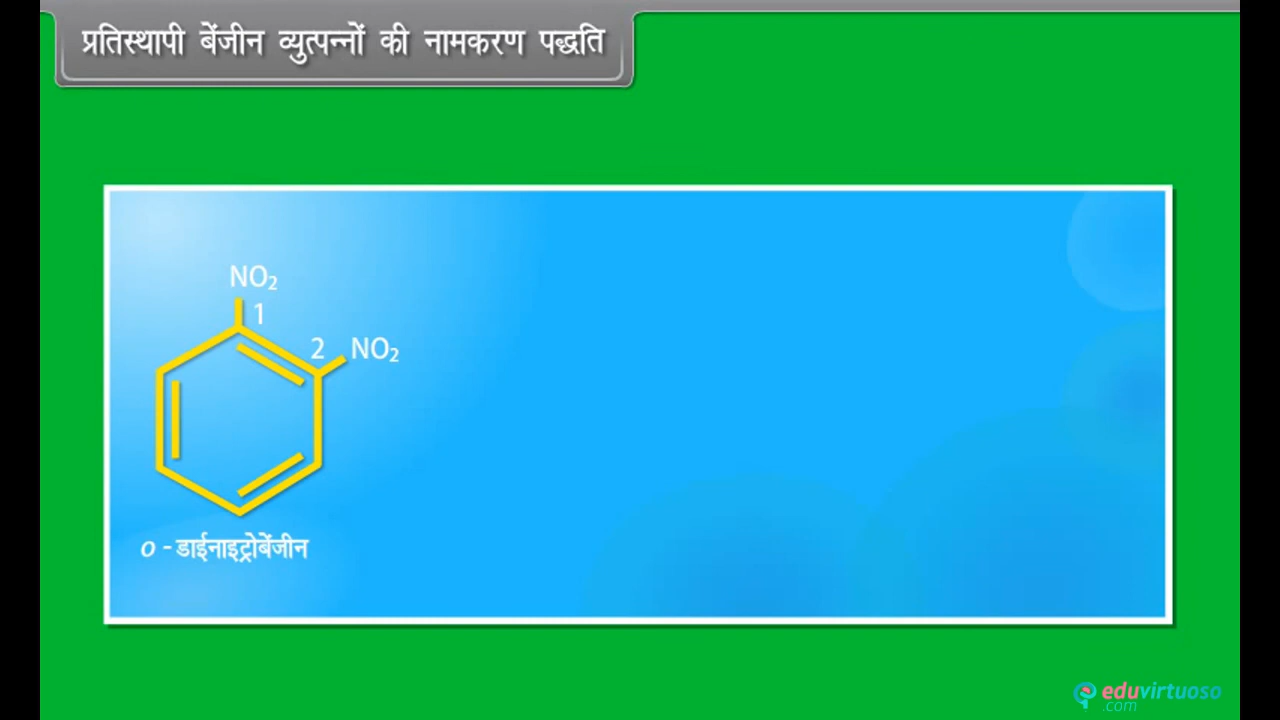 प्रतिस्थापी बेंजीन व्युत्पन्नों की नामकरण पद्धति
NO₂
1
2 NO₂
o - डाईनाइट्रोबेंजीन
eduvirtuoso
.com